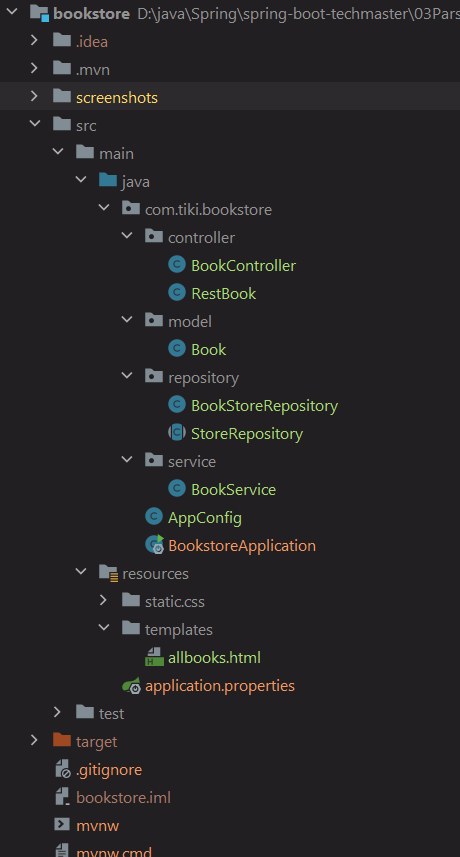 bookstore D:\java\Spring\spring-boot-techmaster\03Pars
.idea
.mvn
screenshots
src
main
java
com.tiki.bookstore
controller
BookController
RestBook
model
Book
repository
BookStoreRepository
StoreRepository
service
BookService
AppConfig
BookstoreApplication
resources
static.css
templates
allbooks.html
application.properties
test
target
.gitignore
bookstore.iml
mvnw
mvnw.cmd